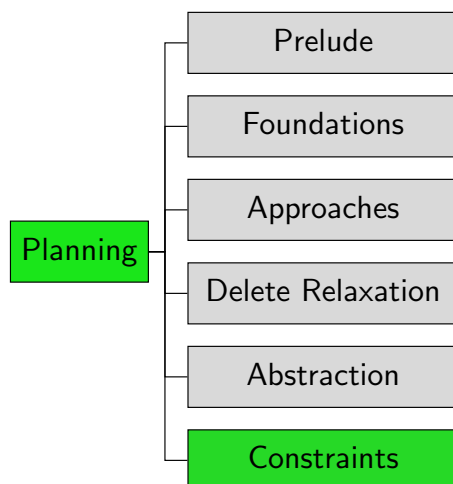 Prelude
Foundations
Approaches
Planning
Delete Relaxation
Abstraction
Constraints